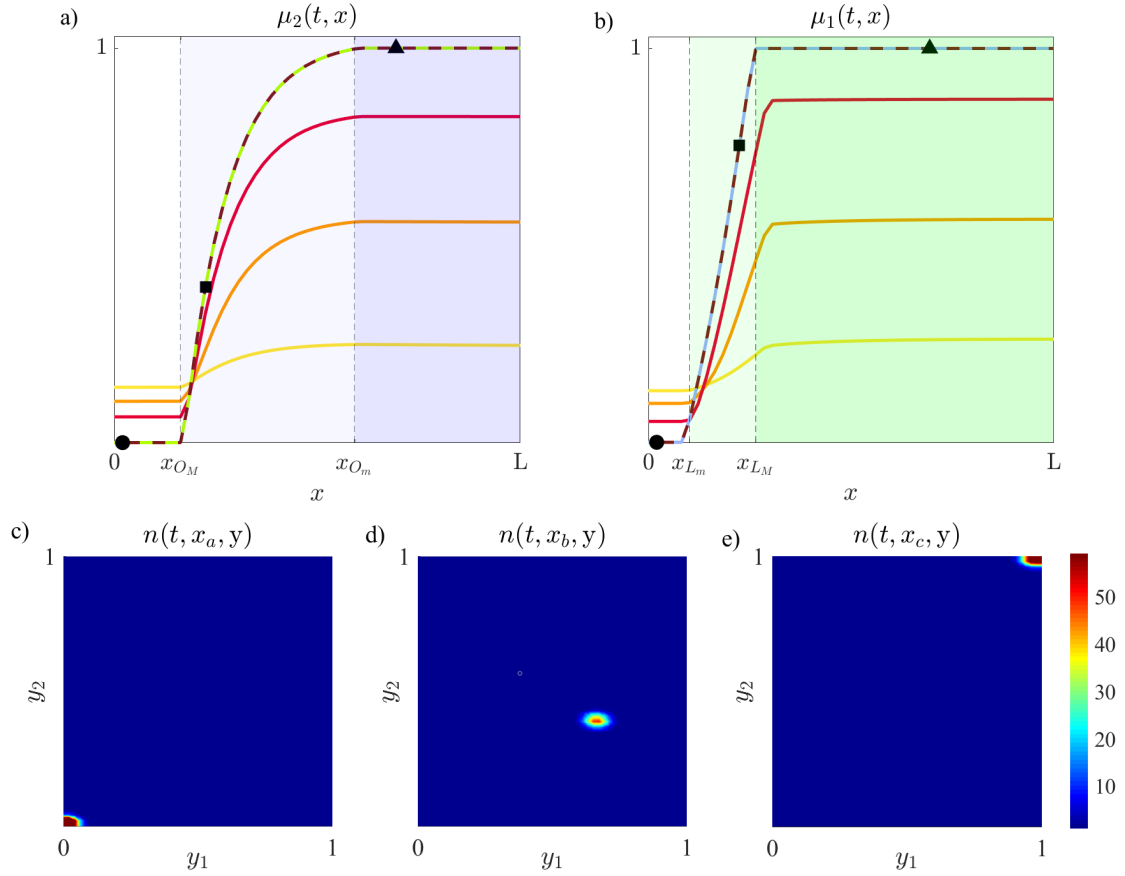 a)
μ₂(t, x)
1
0
x_{O_M}
x_{O_m}
L
x
b)
μ₁(t, x)
1
0
x_{L_m}
x_{L_M}
L
x
c)
n(t, x_a, y)
1
y₂
0
y₁
1
d)
n(t, x_b, y)
1
y₂
0
y₁
1
e)
n(t, x_c, y)
1
y₂
0
y₁
1
50
40
30
20
10